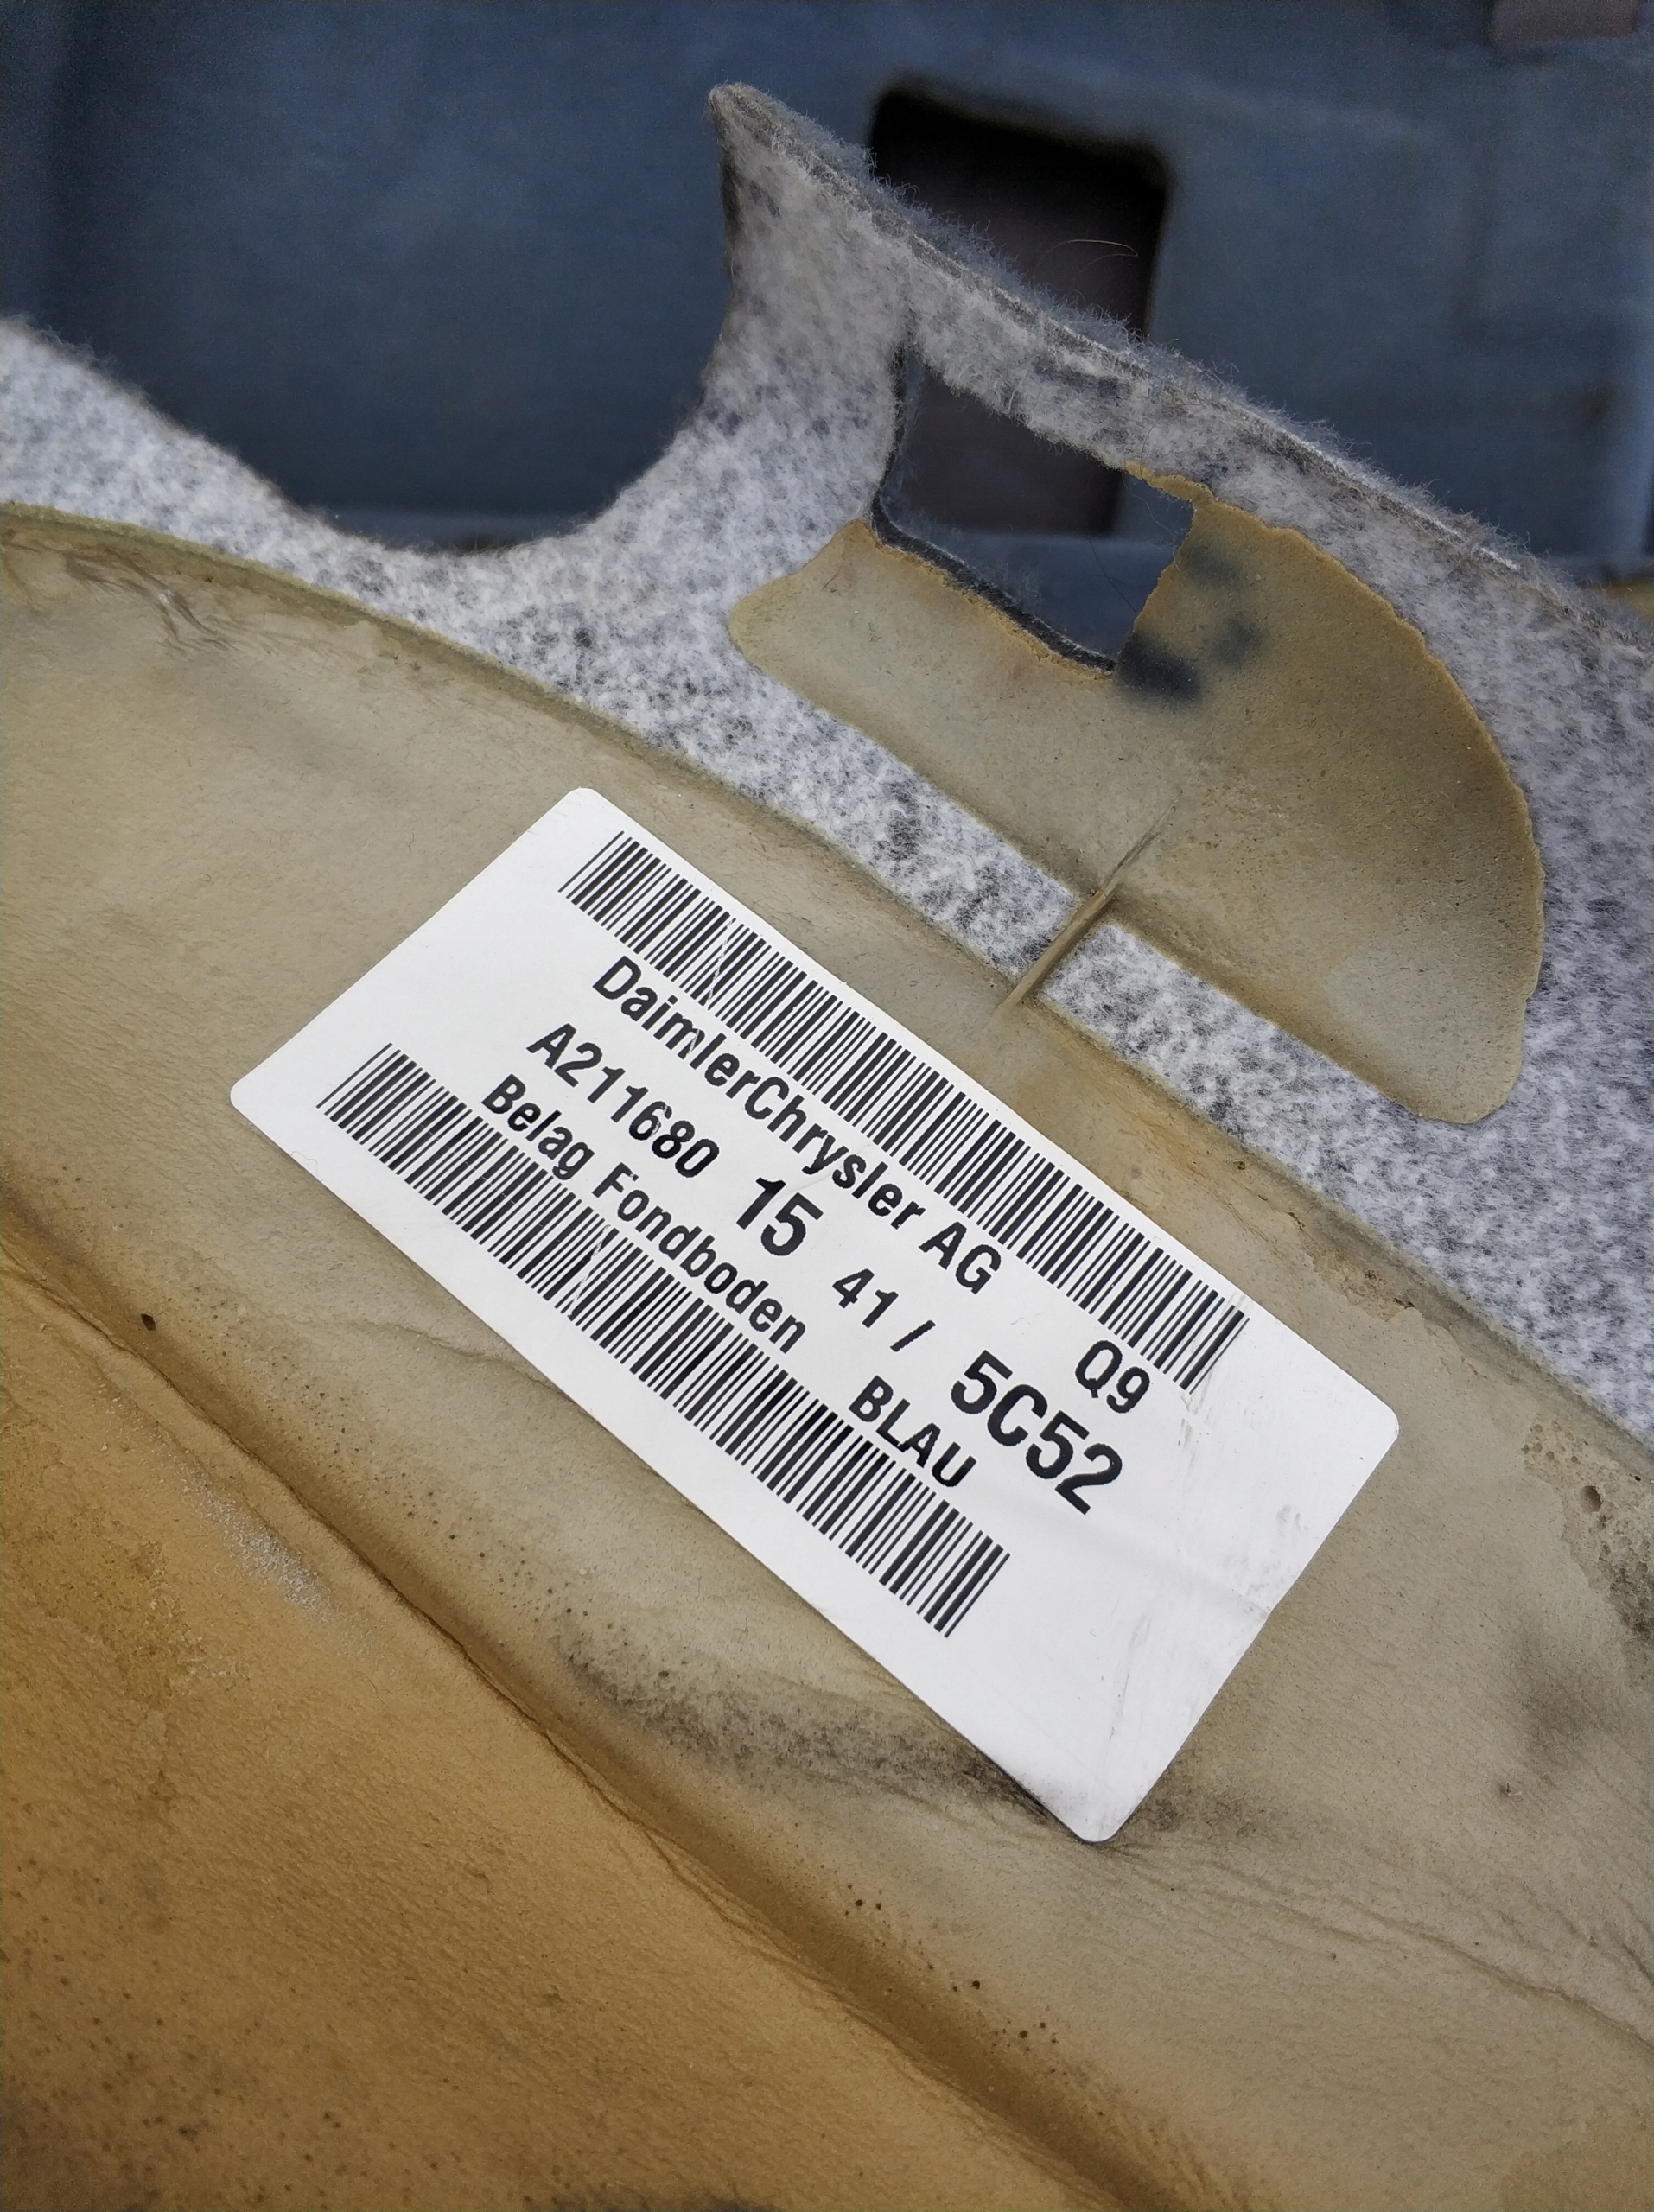 DaimlerChrysler AG Q9
A211680 15 41 / 5C52
Belag Fondboden BLAU